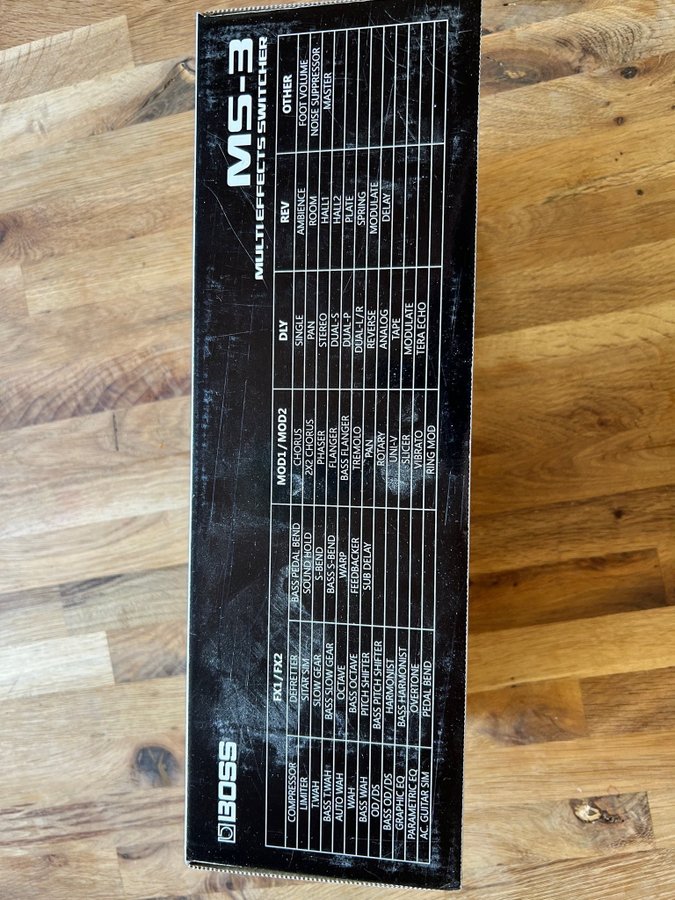 BOSS
MS-3
MULTI EFFECTS SWITCHER
FX1 / FX2
MOD1 / MOD2
DLY
REV
OTHER
COMPRESSOR DEFRETTER BASS PEDAL BEND CHORUS SINGLE AMBIENCE FOOT VOLUME
LIMITER SITAR SIM SOUND HOLD 2X2 CHORUS PAN ROOM NOISE SUPPRESSOR
T.WAH SLOW GEAR S-BEND PHASER STEREO HALL1 MASTER
BASS T.WAH BASS SLOW GEAR BASS S-BEND FLANGER DUAL-S HALL2
AUTO WAH OCTAVE WARP BASS FLANGER DUAL-P PLATE
WAH BASS OCTAVE FEEDBACKER TREMOLO DUAL-L/R SPRING
BASS WAH PITCH SHIFTER SUB DELAY PAN REVERSE MODULATE
OD / DS BASS PITCH SHIFTER ROTARY ANALOG DELAY
BASS OD / DS HARMONIST UNI-V TAPE
GRAPHIC EQ BASS HARMONIST SLICER MODULATE
PARAMETRIC EQ OVERTONE VIBRATO TERA ECHO
AC. GUITAR SIM PEDAL BEND RING MOD